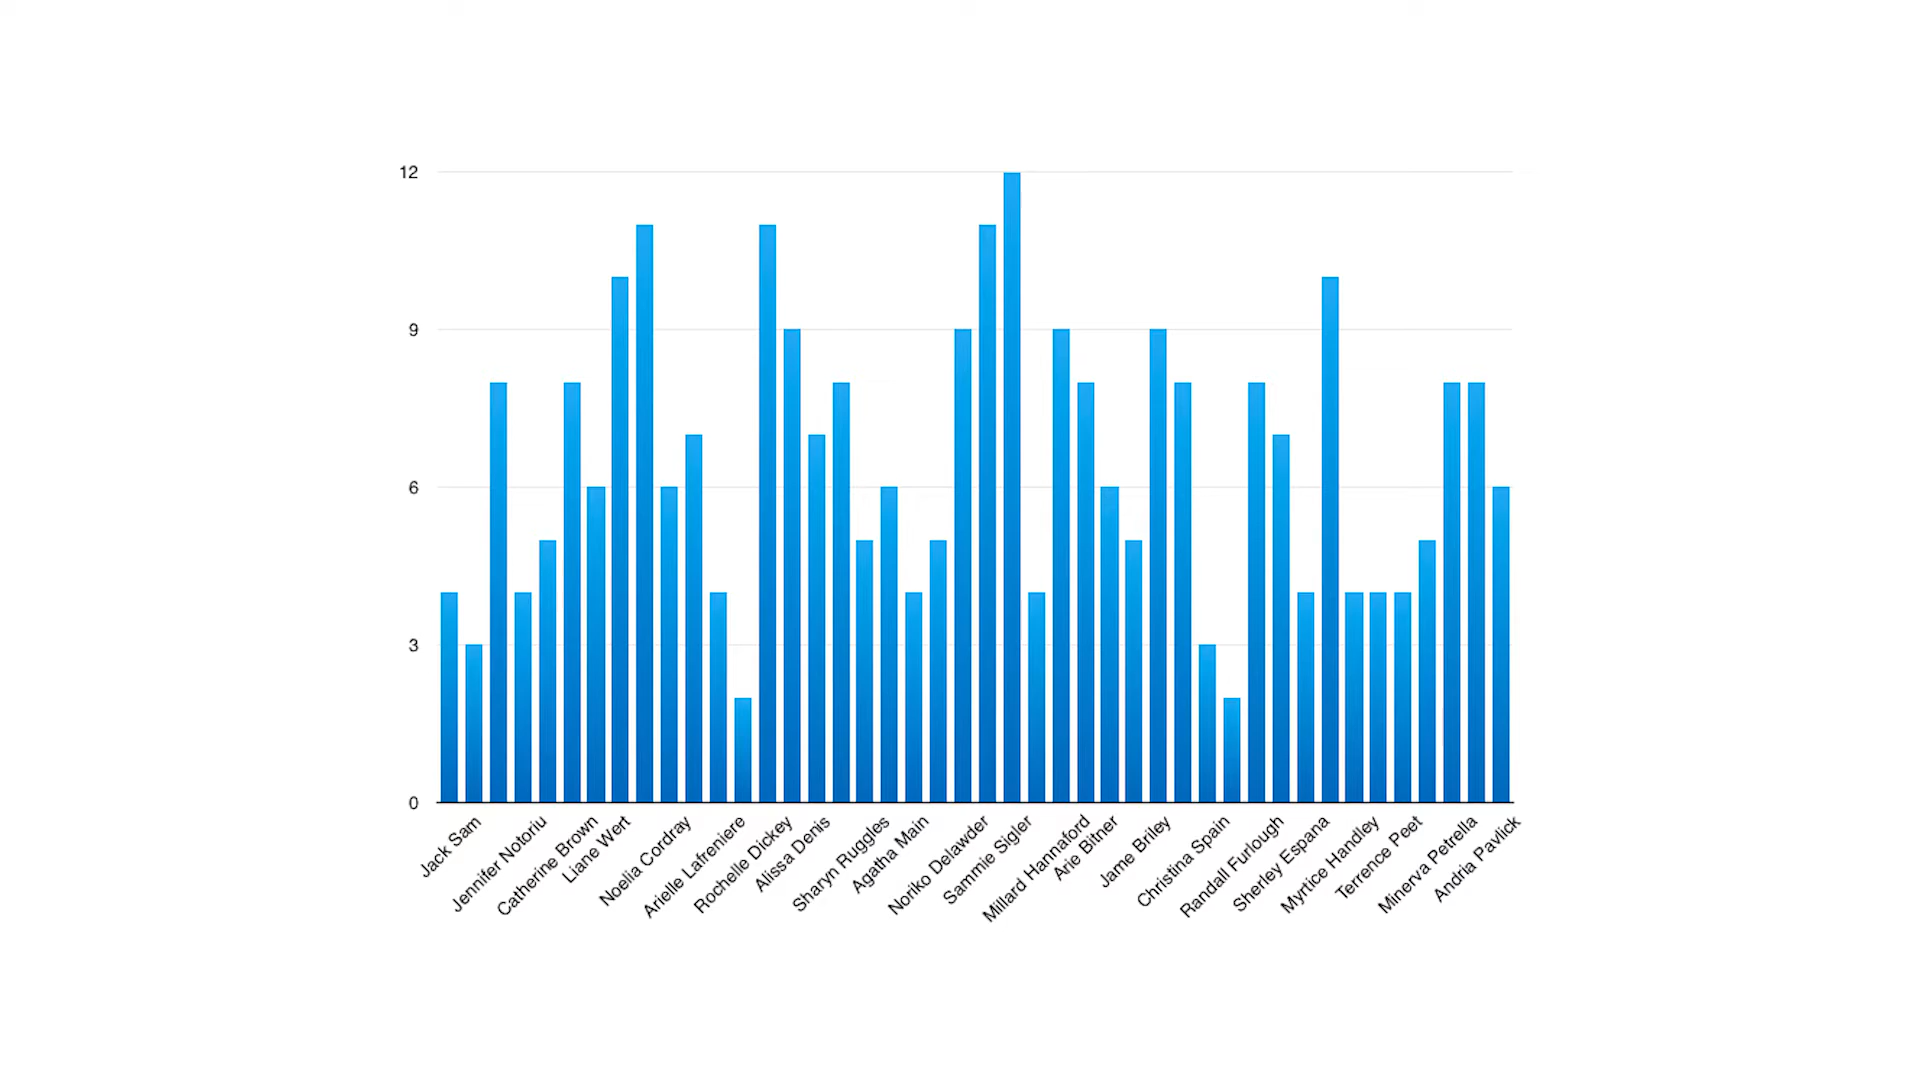 12
9
6
3
0
Jack Sam
Jennifer Notoriu
Catherine Brown
Liane Wert
Noelia Cordray
Arielle Lafreniere
Rochelle Dickey
Alissa Denis
Sharyn Ruggles
Agatha Main
Noriko Delawder
Sammie Sigler
Millard Hannaford
Arie Bitner
Jame Briley
Christina Spain
Randall Furlough
Sherley Espana
Myrtice Handley
Terrence Peet
Minerva Petrella
Andria Pavlick